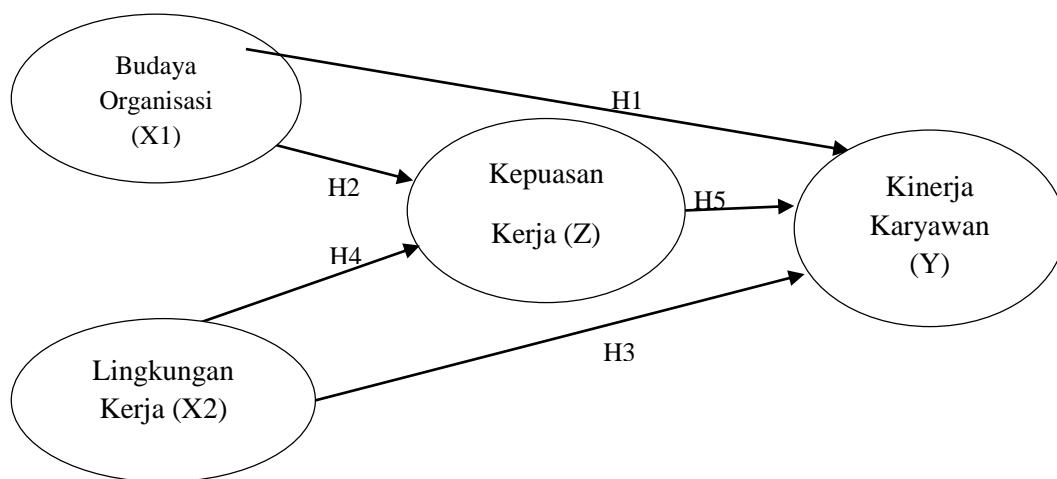 Budaya
Organisasi
(X1)
H1
H2
Kepuasan
Kerja (Z)
H5
Kinerja
Karyawan
(Y)
H4
H3
Lingkungan
Kerja (X2)